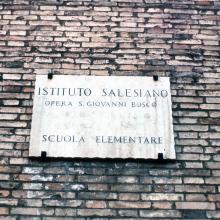 ISTITUTO SALESIANO
OPERA S. GIOVANNI BOSCO
SCUOLA ELEMENTARE